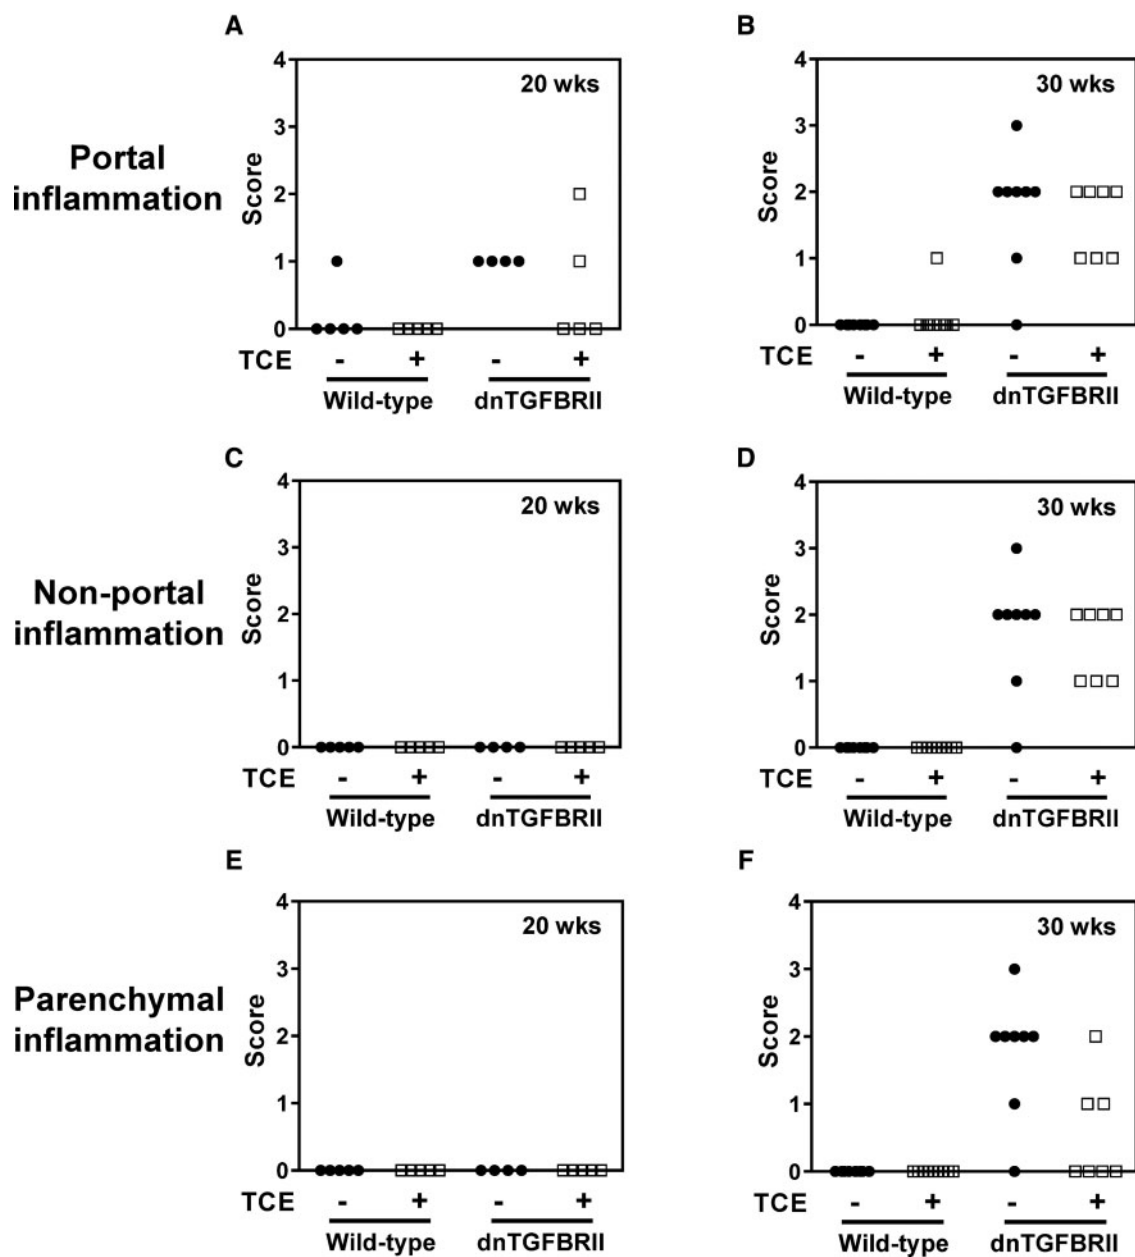 A
4
20 wks
3
Portal
inflammation
Score
2
1
0
TCE - + - +
Wild-type dnTGFBRII
B
4
30 wks
3
Score
2
1
0
TCE - + - +
Wild-type dnTGFBRII
C
4
20 wks
3
Non-portal
inflammation
Score
2
1
0
TCE - + - +
Wild-type dnTGFBRII
D
4
30 wks
3
Score
2
1
0
TCE - + - +
Wild-type dnTGFBRII
E
4
20 wks
3
Parenchymal
inflammation
Score
2
1
0
TCE - + - +
Wild-type dnTGFBRII
F
4
30 wks
3
Score
2
1
0
TCE - + - +
Wild-type dnTGFBRII